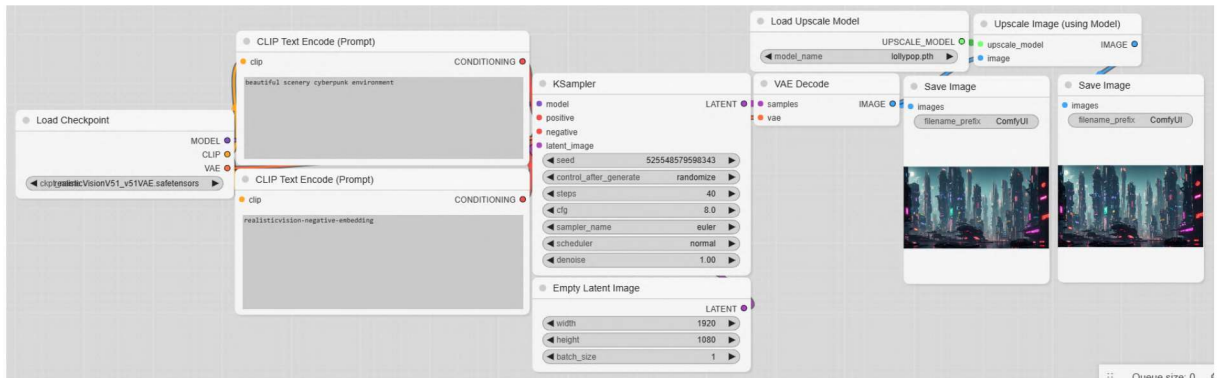 Load Checkpoint
MODEL
CLIP
VAE
realisticVisionV51_v51VAE.safetensors
CLIP Text Encode (Prompt)
clip CONDITIONING
beautiful scenery cyberpunk environment
CLIP Text Encode (Prompt)
clip CONDITIONING
realisticvision-negative-embedding
KSampler
model LATENT
positive
negative
latent_image
seed 525548579598343
control_after_generate randomize
steps 40
cfg 8.0
sampler_name euler
scheduler normal
denoise 1.00
Empty Latent Image
LATENT
width 1920
height 1080
batch_size 1
Load Upscale Model
UPSCALE_MODEL
model_name lollypop.pth
VAE Decode
samples IMAGE
vae
Upscale Image (using Model)
upscale_model IMAGE
image
Save Image
images
filename_prefix ComfyUI
Save Image
images
filename_prefix ComfyUI
Queue size: 0